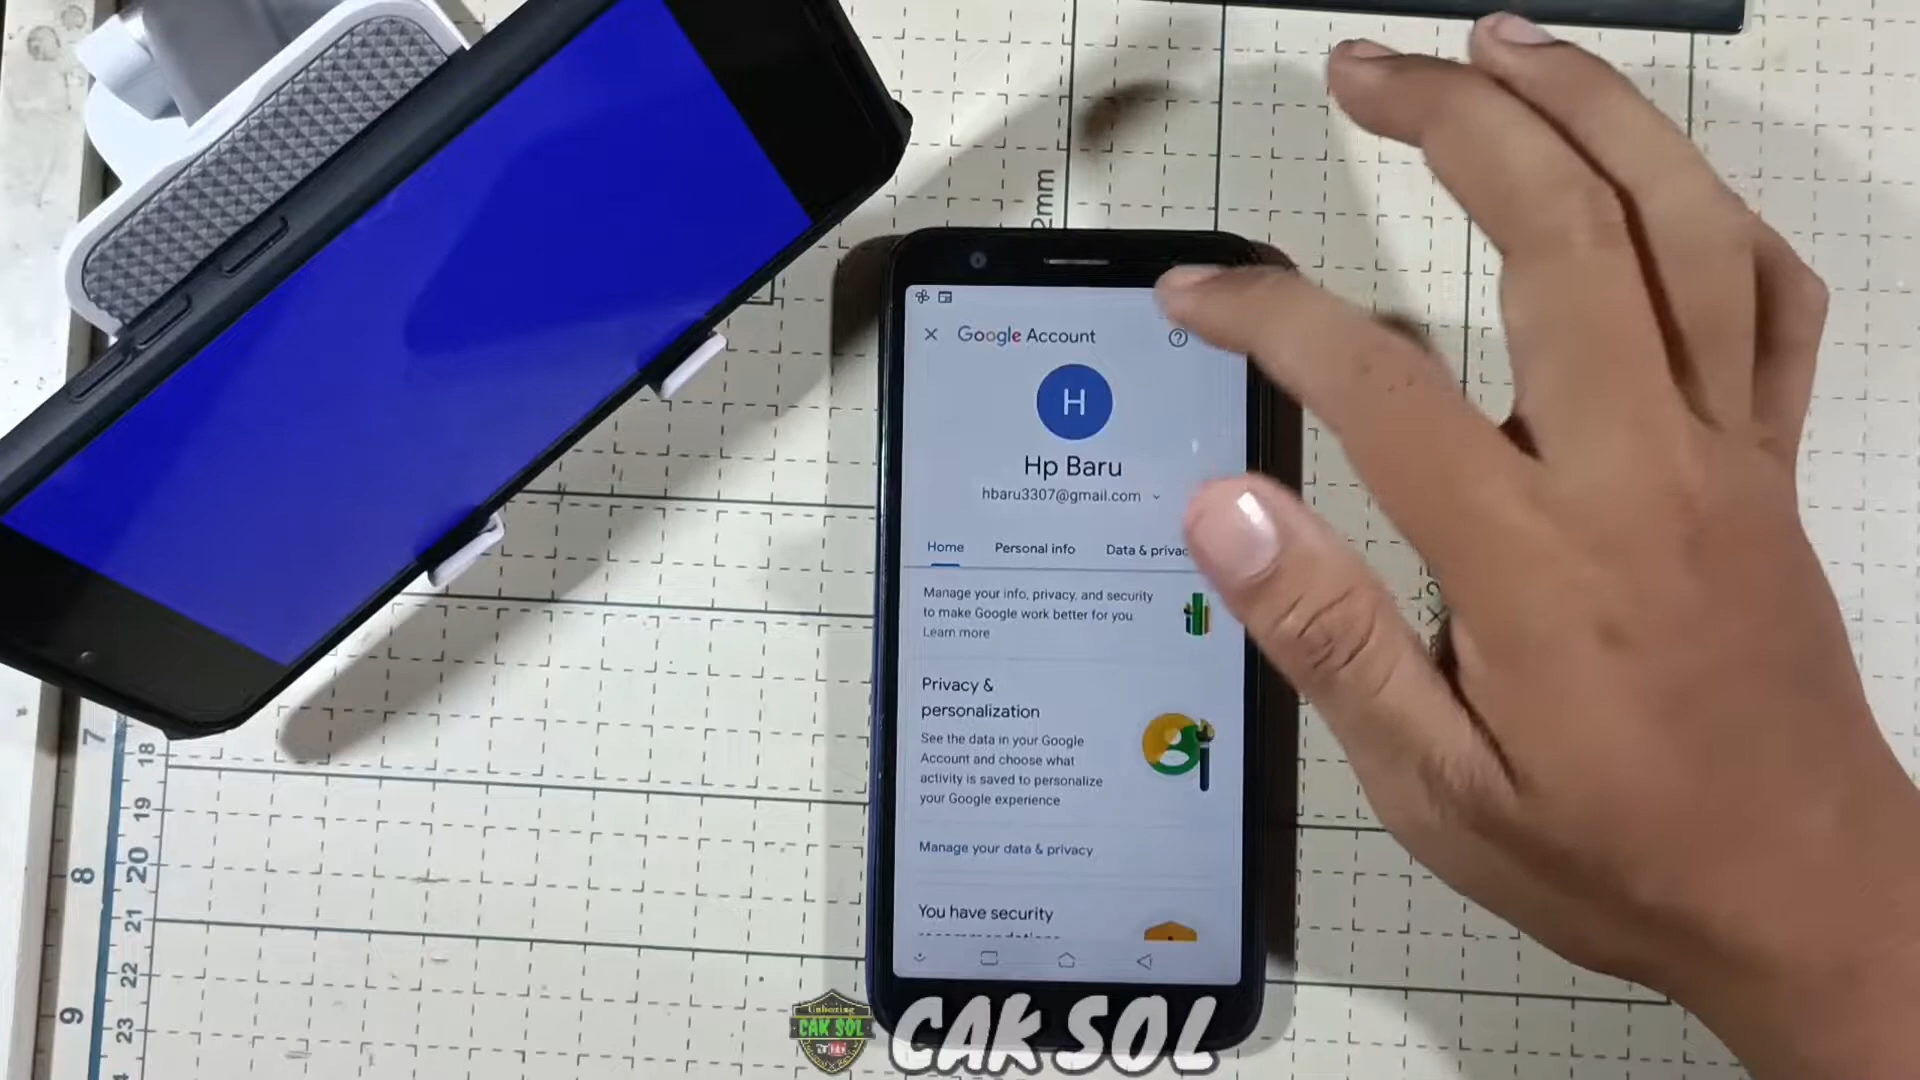 2mm
Google Account
H
Hp Baru
hbaru3307@gmail.com
Home Personal info Data & privac
Manage your info, privacy, and security
to make Google work better for you
Learn more
Privacy &
personalization
See the data in your Google
Account and choose what
activity is saved to personalize
your Google experience
Manage your data & privacy
You have security
7
18
19
8
20
21
22
9
23
Unboxing
CAK SOL
CAK SOL